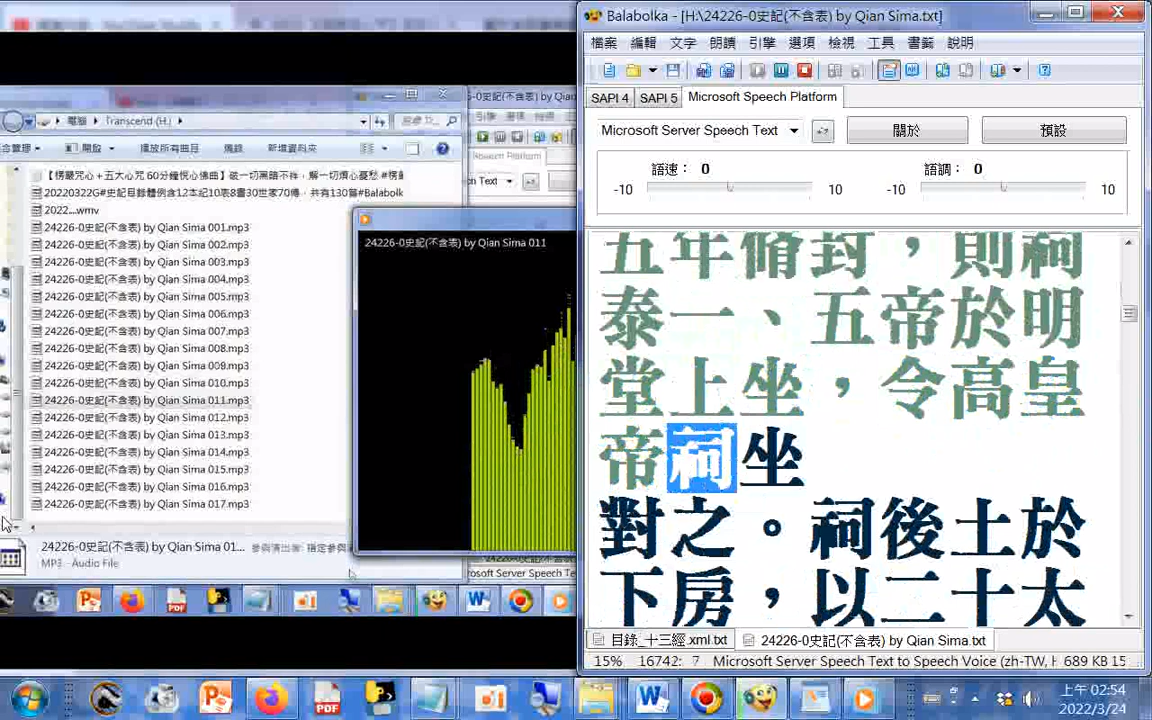 Balabolka - [H:\24226-0史記(不含表) by Qian Sima.txt]
檔案 編輯 文字 朗讀 引擎 選項 檢視 工具 書籤 說明
SAPI 4 SAPI 5 Microsoft Speech Platform
Microsoft Server Speech Text
關於
預設
語速： 0
-10 10
語調： 0
-10 10
五年脩封，則祠
泰一、五帝於明
堂上坐，令高皇
帝祠坐
對之。祠後土於
下房，以二十太
目錄_十三經.xml.txt
24226-0史記(不含表) by Qian Sima.txt
15% 16742: 7 Microsoft Server Speech Text to Speech Voice (zh-TW, H 689 KB 15
電腦 Transcend (H:)
開啟 播放所有曲目 燒錄 新增資料夾
【楞嚴咒心＋五大心咒 60分鐘悅心佛曲】破一切黑暗不祥，解一切煩心憂愁 #楞嚴
20220322G#史記目錄體例含12本紀10表8書30世家70傳，共有130篇#Balabolk
2022....wmv
24226-0史記(不含表) by Qian Sima 001.mp3
24226-0史記(不含表) by Qian Sima 002.mp3
24226-0史記(不含表) by Qian Sima 003.mp3
24226-0史記(不含表) by Qian Sima 004.mp3
24226-0史記(不含表) by Qian Sima 005.mp3
24226-0史記(不含表) by Qian Sima 006.mp3
24226-0史記(不含表) by Qian Sima 007.mp3
24226-0史記(不含表) by Qian Sima 008.mp3
24226-0史記(不含表) by Qian Sima 009.mp3
24226-0史記(不含表) by Qian Sima 010.mp3
24226-0史記(不含表) by Qian Sima 011.mp3
24226-0史記(不含表) by Qian Sima 012.mp3
24226-0史記(不含表) by Qian Sima 013.mp3
24226-0史記(不含表) by Qian Sima 014.mp3
24226-0史記(不含表) by Qian Sima 015.mp3
24226-0史記(不含表) by Qian Sima 016.mp3
24226-0史記(不含表) by Qian Sima 017.mp3
24226-0史記(不含表) by Qian Sima 01...
參與演出者: 指定參與
MP3 - Audio File
24226-0史記(不含表) by Qian Sima 011
上午 02:54
2022/3/24